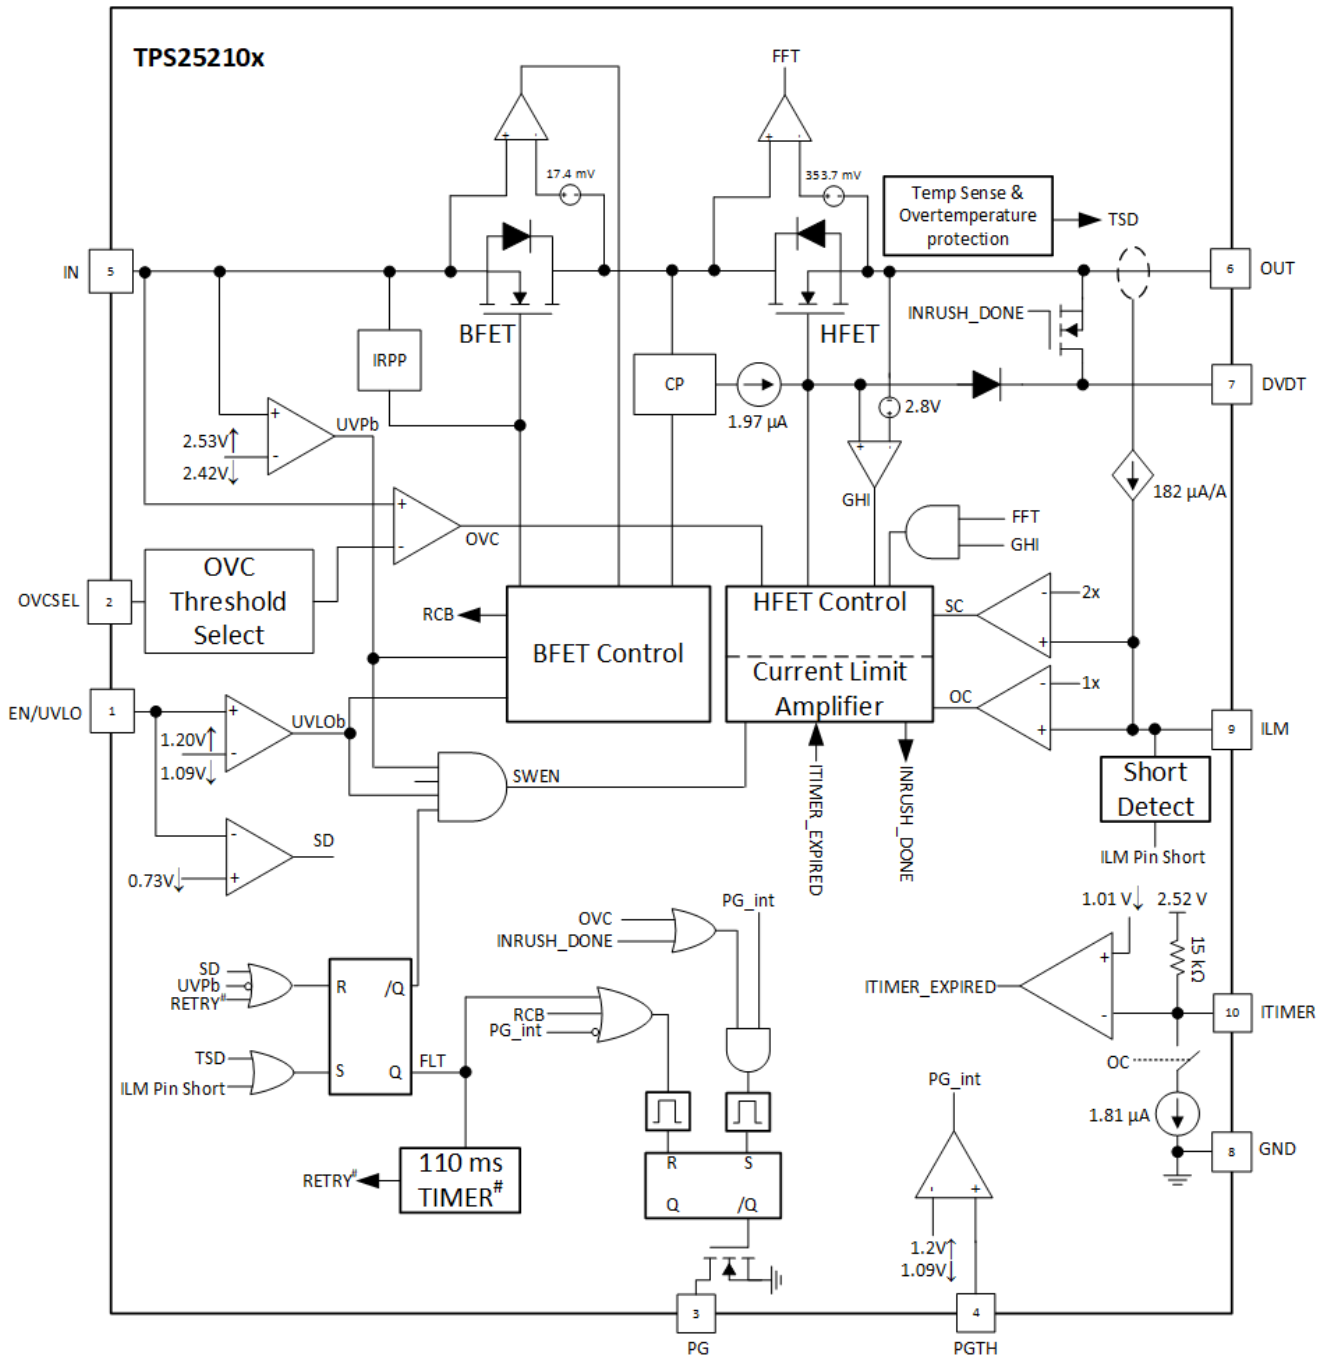 TPS25210x
FFT
17.4 mV
353.7 mV
+ -
+ -
+ -
+ -
Temp Sense &
Overtemperature
protection
TSD
IN
5
6
OUT
BFET
HFET
INRUSH_DONE
IRPP
CP
1.97 µA
2.8V
7
DVDT
+
-
UVPb
2.53V↑
2.42V↓
+ -
GHI
182 µA/A
+
-
OVC
FFT
GHI
OVCSEL
2
OVC
Threshold
Select
RCB
BFET Control
HFET Control
Current Limit
Amplifier
SC
- 2x
+
OC
- 1x
+
EN/UVLO
1
+
-
UVLOb
1.20V↑
1.09V↓
9
ILM
SWEN
ITIMER_EXPIRED
INRUSH_DONE
Short
Detect
ILM Pin Short
-
+
SD
0.73V↓
PG_int
OVC
INRUSH_DONE
1.01 V↓
2.52 V
15 kΩ
+
-
ITIMER_EXPIRED
10
ITIMER
SD
UVPb
RETRY#
R
/Q
S
Q
TSD
ILM Pin Short
FLT
RCB
PG_int
OC
1.81 µA
8
GND
110 ms
TIMER#
RETRY#
R
S
Q
/Q
PG_int
- +
1.2V↑
1.09V↓
3
PG
4
PGTH